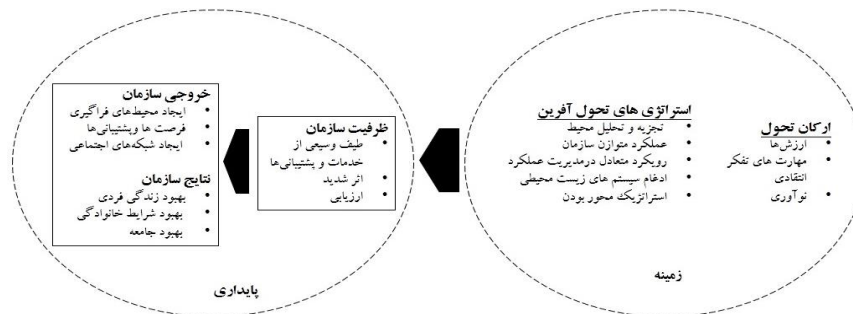 ارکان تحول
ارزش‌ها
مهارت های تفکر
انتقادی
نوآوری
استراتژی های تحول آفرین
تجزیه و تحلیل محیط
عملکرد متوازن سازمان
رویکرد متعادل درمدیریت عملکرد
ادغام سیستم های زیست محیطی
استراتژیک محور بودن
زمینه
ظرفیت سازمان
طیف وسیعی از
خدمات و پشتیبانی‌ها
اثر شدید
ارزیابی
خروجی سازمان
ایجاد محیط‌های فراگیری
فرصت ها وپشتیبانی‌ها
ایجاد شبکه‌های اجتماعی
نتایج سازمان
بهبود زندگی فردی
بهبود شرایط خانوادگی
بهبود جامعه
پایداری